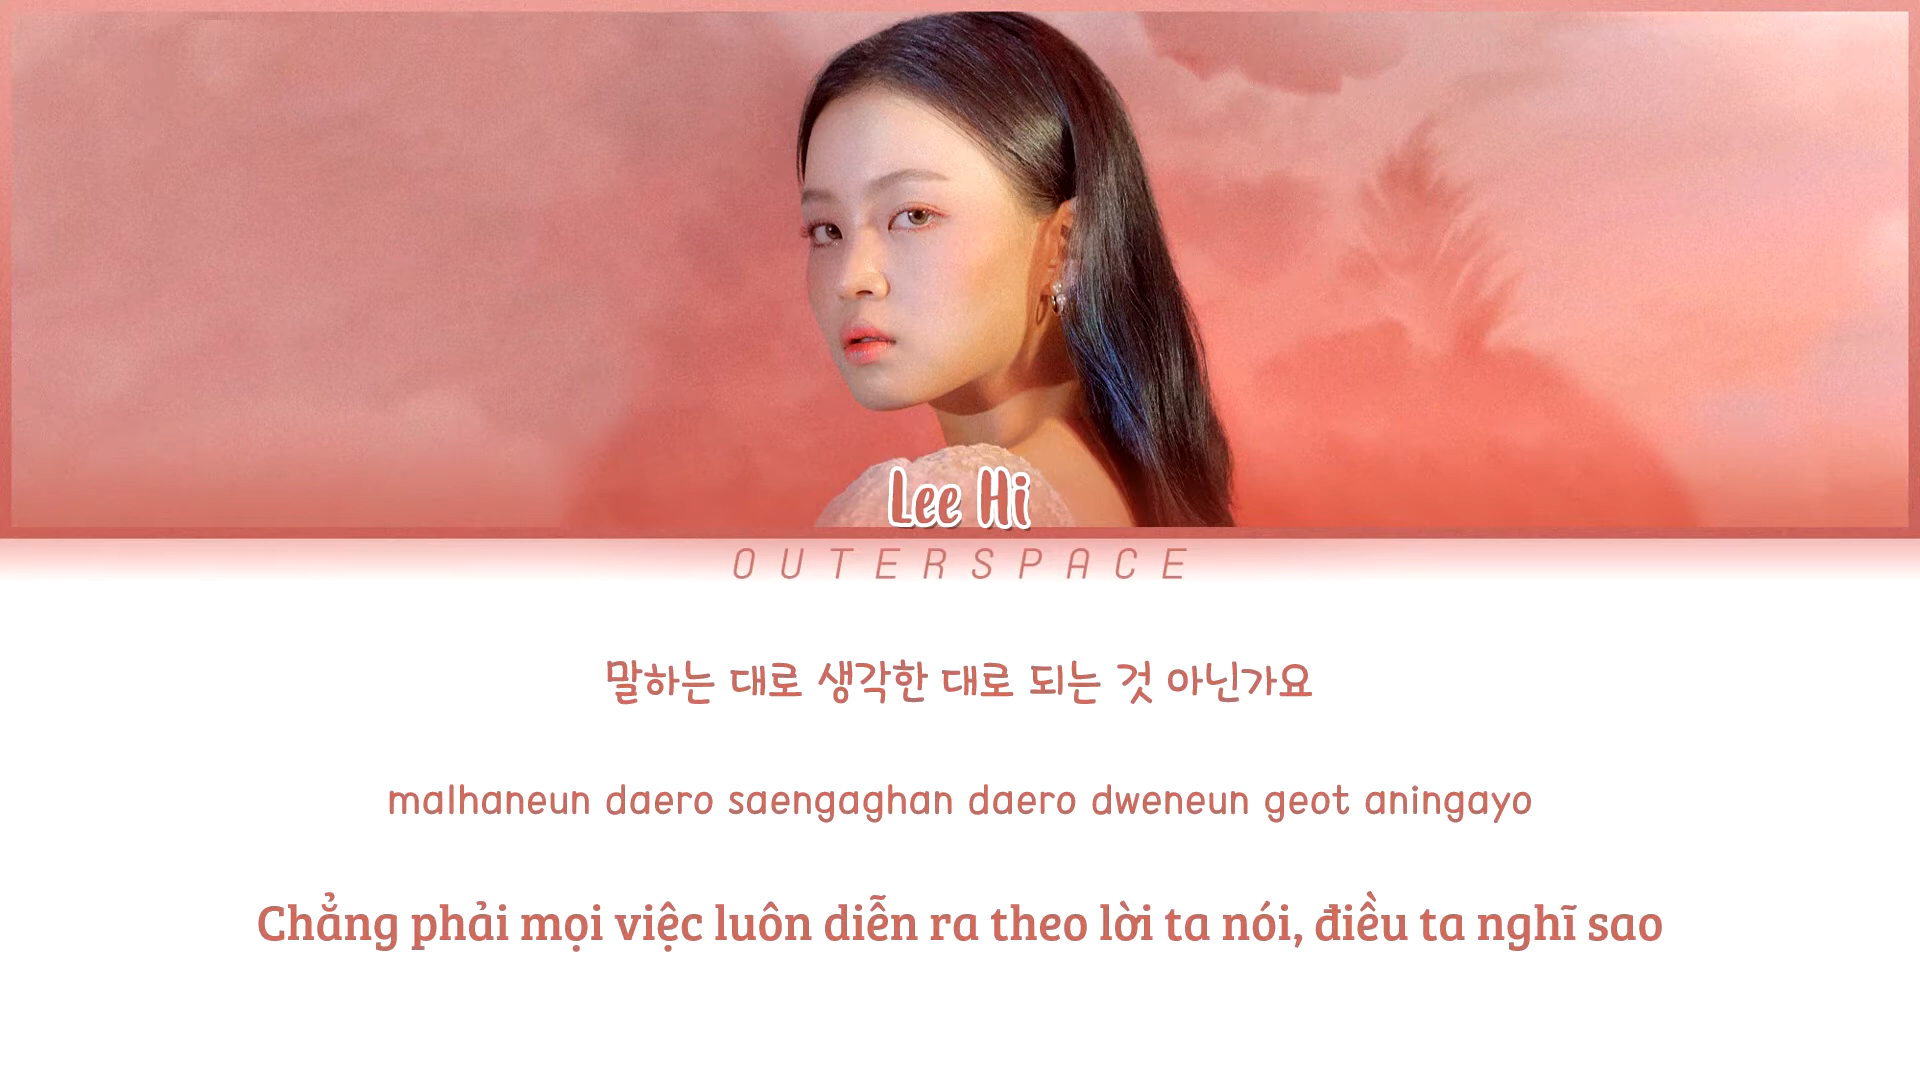 Lee Hi
OUTERSPACE
말하는 대로 생각한 대로 되는 것 아닌가요
malhaneun daero saengaghan daero dweneun geot aningayo
Chẳng phải mọi việc luôn diễn ra theo lời ta nói, điều ta nghĩ sao